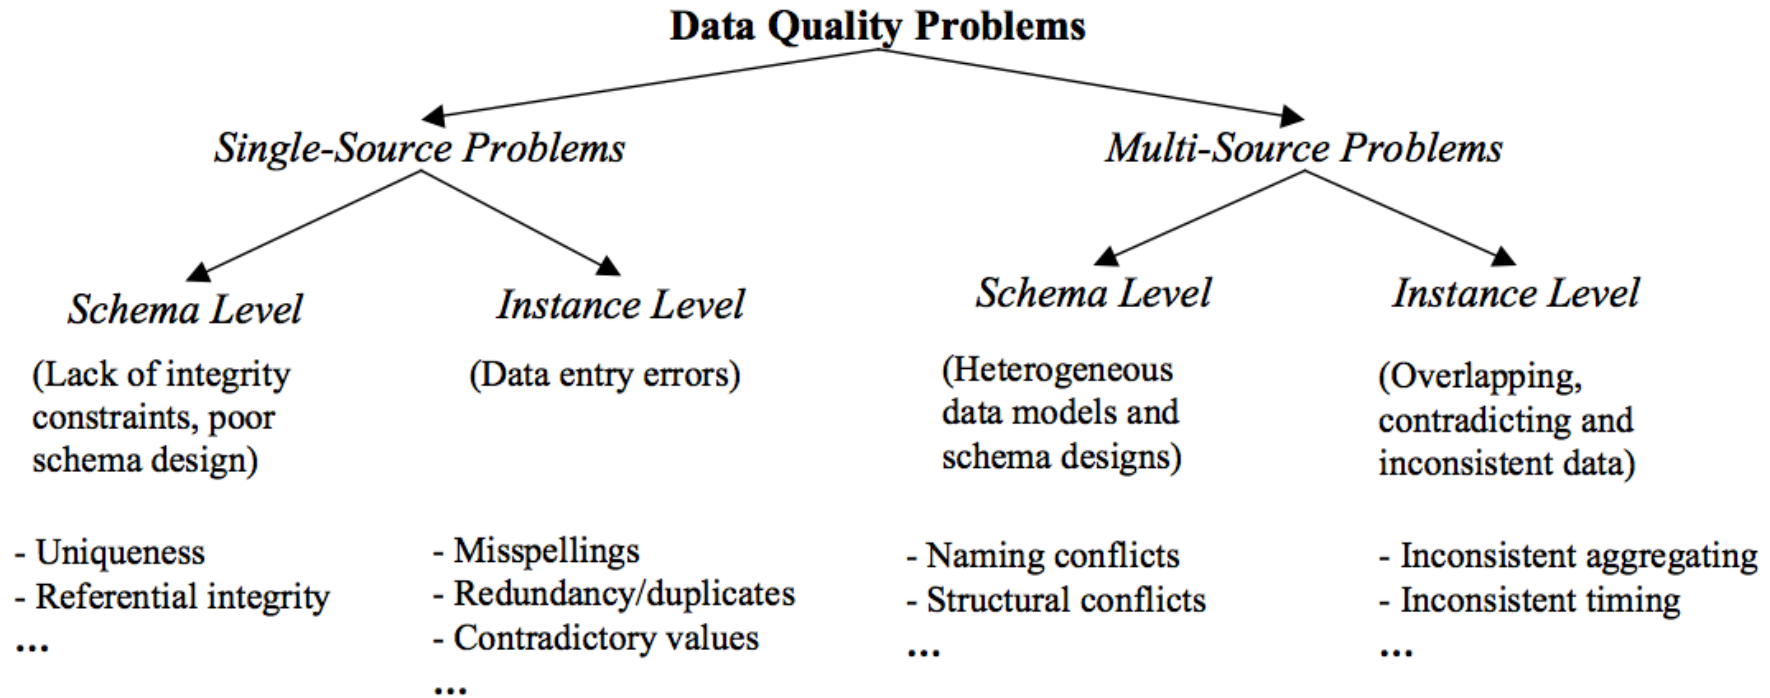 Data Quality Problems
Single-Source Problems
Multi-Source Problems
Schema Level
(Lack of integrity
constraints, poor
schema design)
- Uniqueness
- Referential integrity
...
Instance Level
(Data entry errors)
- Misspellings
- Redundancy/duplicates
- Contradictory values
...
Schema Level
(Heterogeneous
data models and
schema designs)
- Naming conflicts
- Structural conflicts
...
Instance Level
(Overlapping,
contradicting and
inconsistent data)
- Inconsistent aggregating
- Inconsistent timing
...